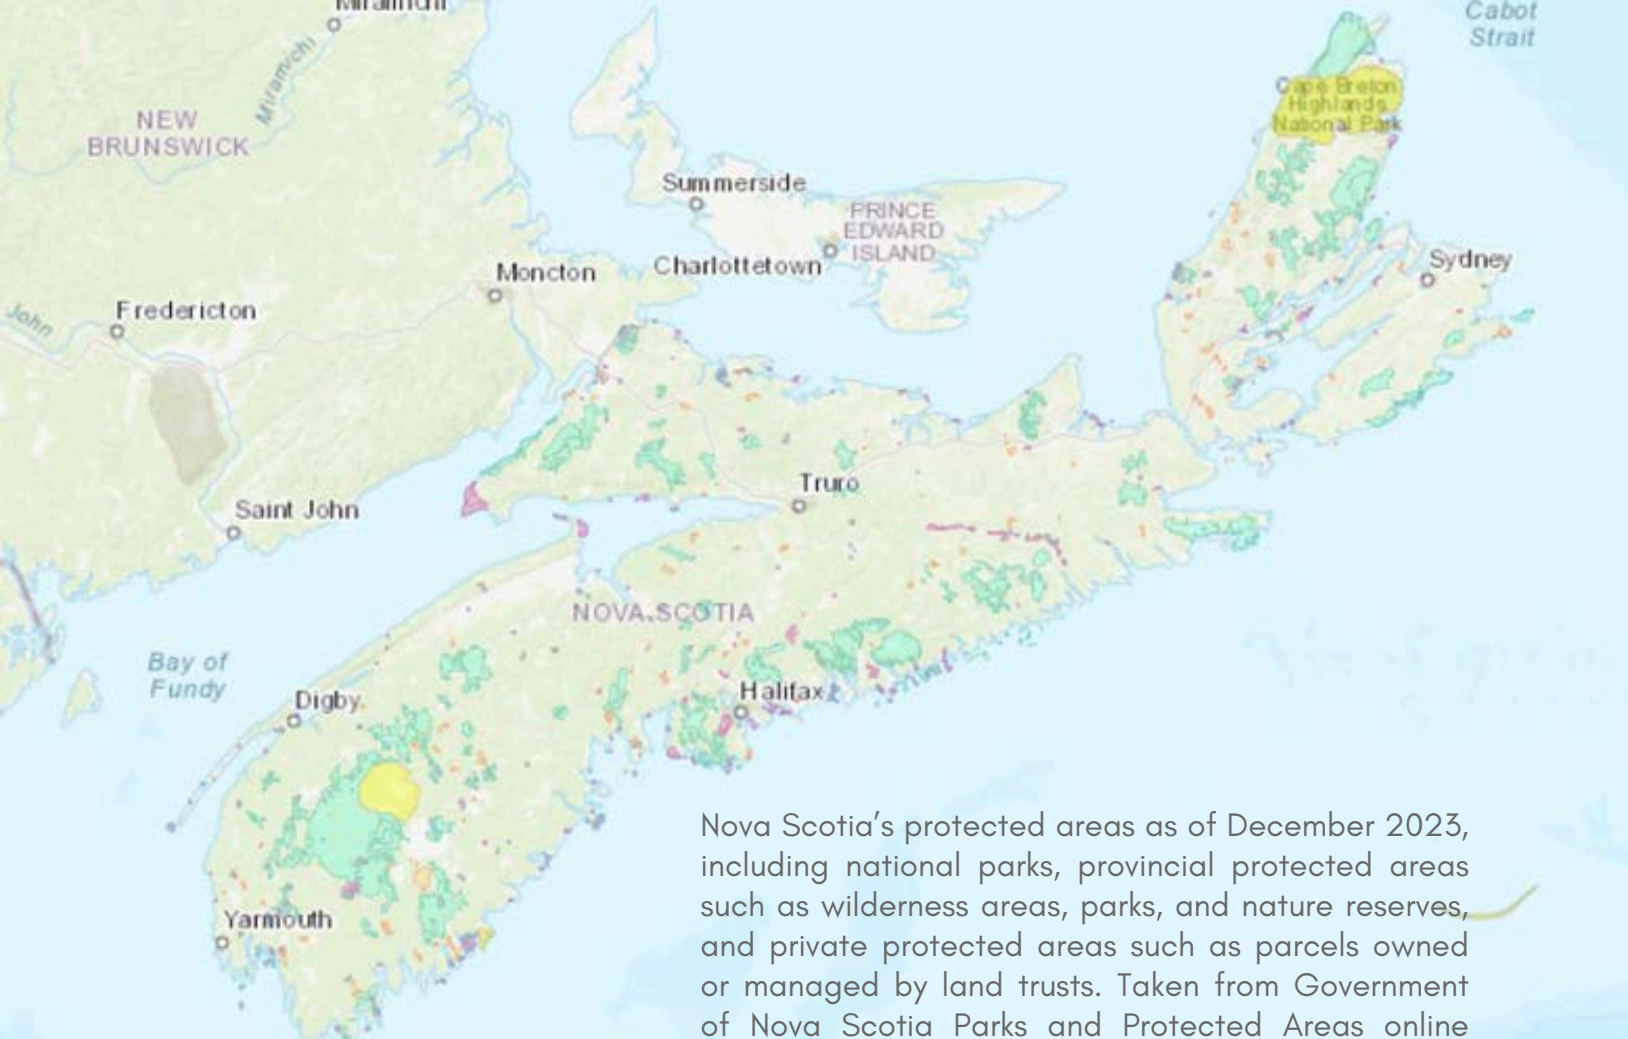 Miramichi
Cabot
Strait
Miramichi
Cape Breton
Highlands
National Park
NEW
BRUNSWICK
Summerside
PRINCE
EDWARD
ISLAND
Charlottetown
Sydney
Moncton
John
Fredericton
Truro
Saint John
NOVA SCOTIA
Bay of
Fundy
Halifax
Digby
Yarmouth
Nova Scotia’s protected areas as of December 2023,
including national parks, provincial protected areas
such as wilderness areas, parks, and nature reserves,
and private protected areas such as parcels owned
or managed by land trusts. Taken from Government
of Nova Scotia Parks and Protected Areas online